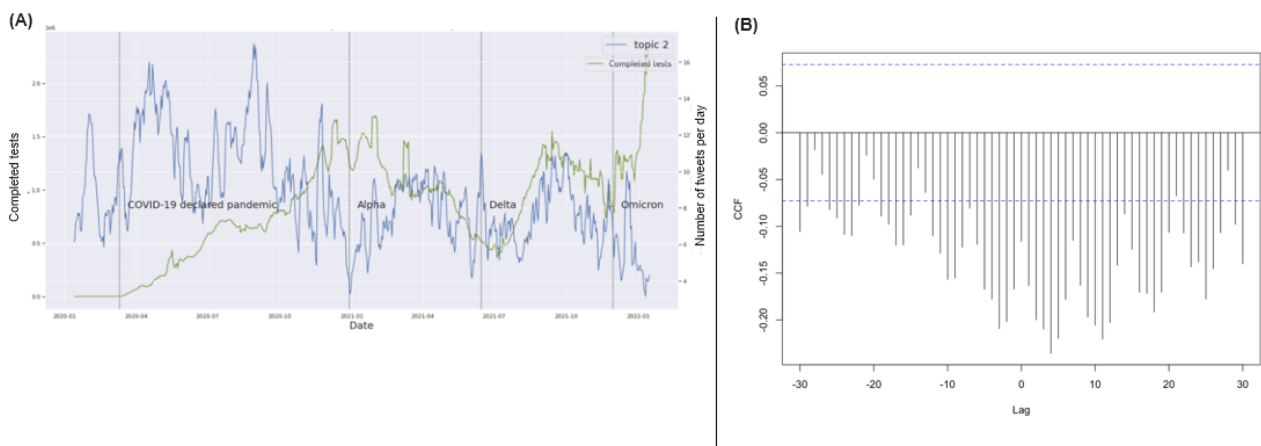 (A)
1e6
topic 2
Completed tests
COVID-19 declared pandemic
Alpha
Delta
Omicron
Completed tests
2.0
1.5
1.0
0.5
0.0
16
14
12
10
8
6
4
Number of tweets per day
2020-01 2020-04 2020-07 2020-10 2021-01 2021-04 2021-07 2021-10 2022-01
Date
(B)
CCF
0.05
0.00
-0.05
-0.10
-0.15
-0.20
-30 -20 -10 0 10 20 30
Lag